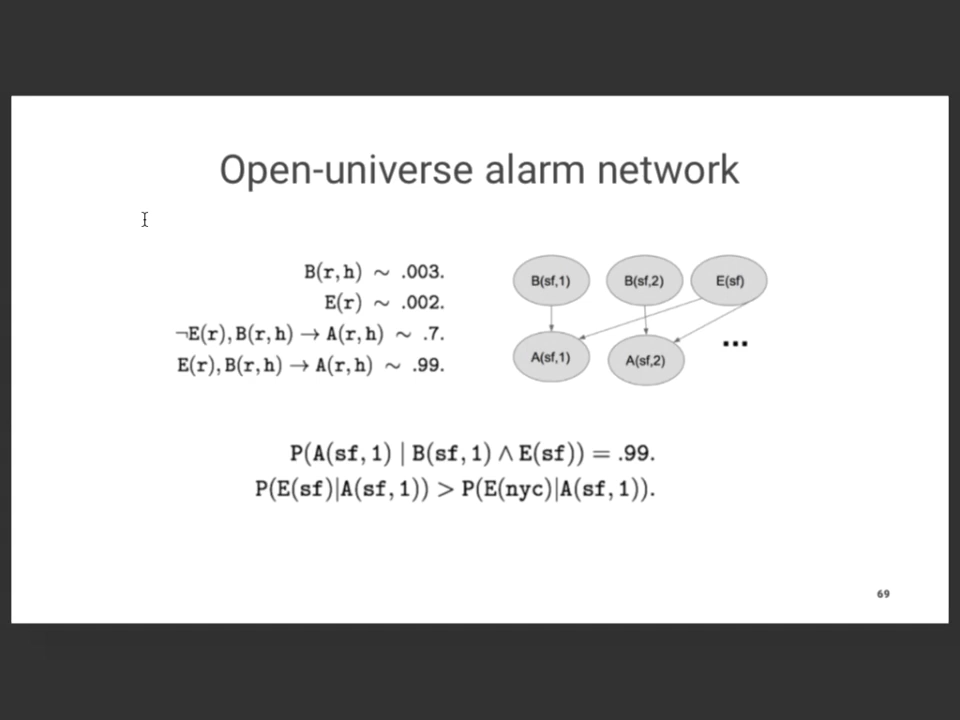 Open-universe alarm network
B(r,h) ∼ .003.
E(r) ∼ .002.
¬E(r),B(r,h) → A(r,h) ∼ .7.
E(r),B(r,h) → A(r,h) ∼ .99.
B(sf,1)
B(sf,2)
E(sf)
A(sf,1)
A(sf,2)
...
P(A(sf,1) | B(sf,1) ∧ E(sf)) = .99.
P(E(sf)|A(sf,1)) > P(E(nyc)|A(sf,1)).
69